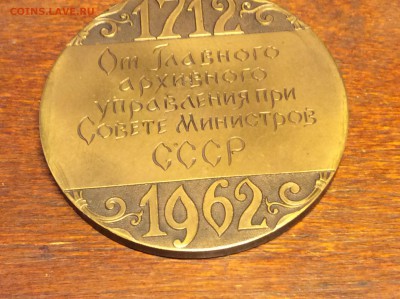 COINS.LAVE.RU
1712
От Главного
архивного
управления при
Совете Министров
СССР
1962